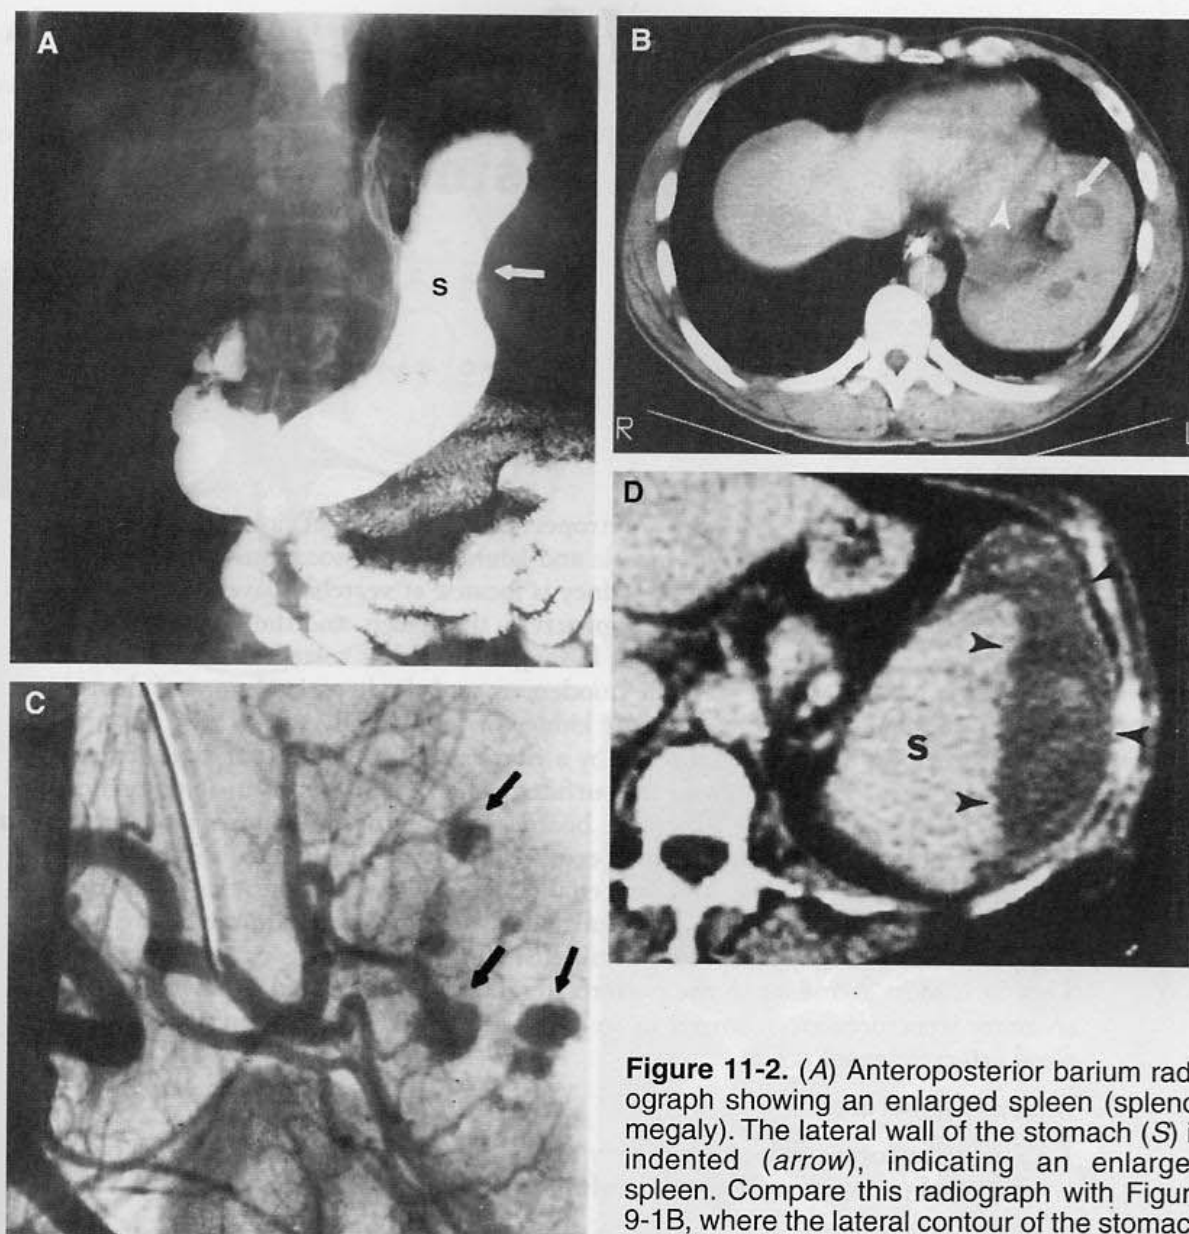 A
B
S
R
D
S
C
Figure 11-2. (A) Anteroposterior barium rad
ograph showing an enlarged spleen (spleno
megaly). The lateral wall of the stomach (S) i
indented (arrow), indicating an enlarge
spleen. Compare this radiograph with Figur
9-1B, where the lateral contour of the stomac